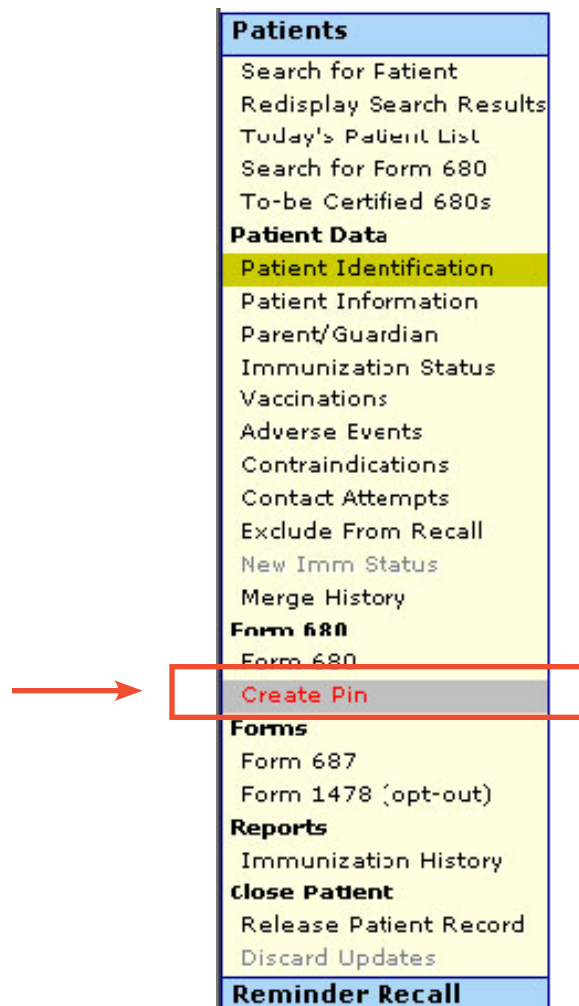 Patients
Search for Patient
Redisplay Search Results
Today's Patient List
Search for Form 680
To-be Certified 680s
Patient Data
Patient Identification
Patient Information
Parent/Guardian
Immunization Status
Vaccinations
Adverse Events
Contraindications
Contact Attempts
Exclude From Recall
New Imm Status
Merge History
Form 680
Form 680
Create Pin
Forms
Form 687
Form 1478 (opt-out)
Reports
Immunization History
Close Patient
Release Patient Record
Discard Updates
Reminder Recall